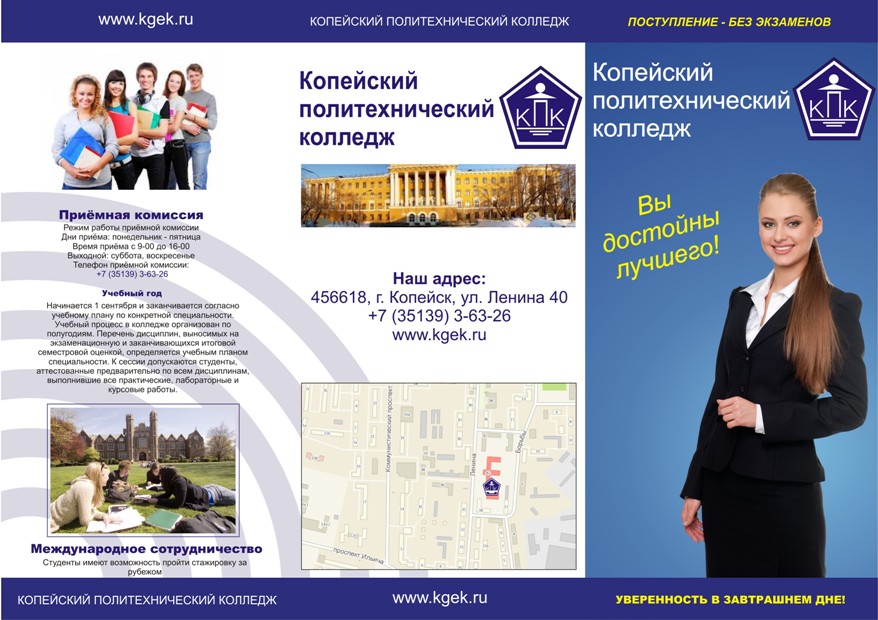 www.kgek.ru
КОПЕЙСКИЙ ПОЛИТЕХНИЧЕСКИЙ КОЛЛЕДЖ
ПОСТУПЛЕНИЕ - БЕЗ ЭКЗАМЕНОВ
Приёмная комиссия
Режим работы приёмной комиссии
Дни приёма: понедельник - пятница
Время приёма с 9-00 до 16-00
Выходной: суббота, воскресенье
Телефон приёмной комиссии:
+7 (35139) 3-63-26
Учебный год
Начинается 1 сентября и заканчивается согласно
учебному плану по конкретной специальности.
Учебный процесс в колледже организован по
полугодиям. Перечень дисциплин, выносимых на
экзаменационную и заканчивающихся итоговой
семестровой оценкой, определяется учебным планом
специальности. К сессии допускаются студенты,
аттестованные предварительно по всем дисциплинам,
выполнившие все практические, лабораторные и
курсовые работы.
Международное сотрудничество
Студенты имеют возможность пройти стажировку за
рубежом
КОПЕЙСКИЙ ПОЛИТЕХНИЧЕСКИЙ КОЛЛЕДЖ
Копейский
политехнический
колледж
КПК
Наш адрес:
456618, г. Копейск, ул. Ленина 40
+7 (35139) 3-63-26
www.kgek.ru
Коммунистический проспект
Ленина
Борьбы
проспект Ильича
www.kgek.ru
Копейский
политехнический
колледж
КПК
Вы
достойны
лучшего!
УВЕРЕННОСТЬ В ЗАВТРАШНЕМ ДНЕ!